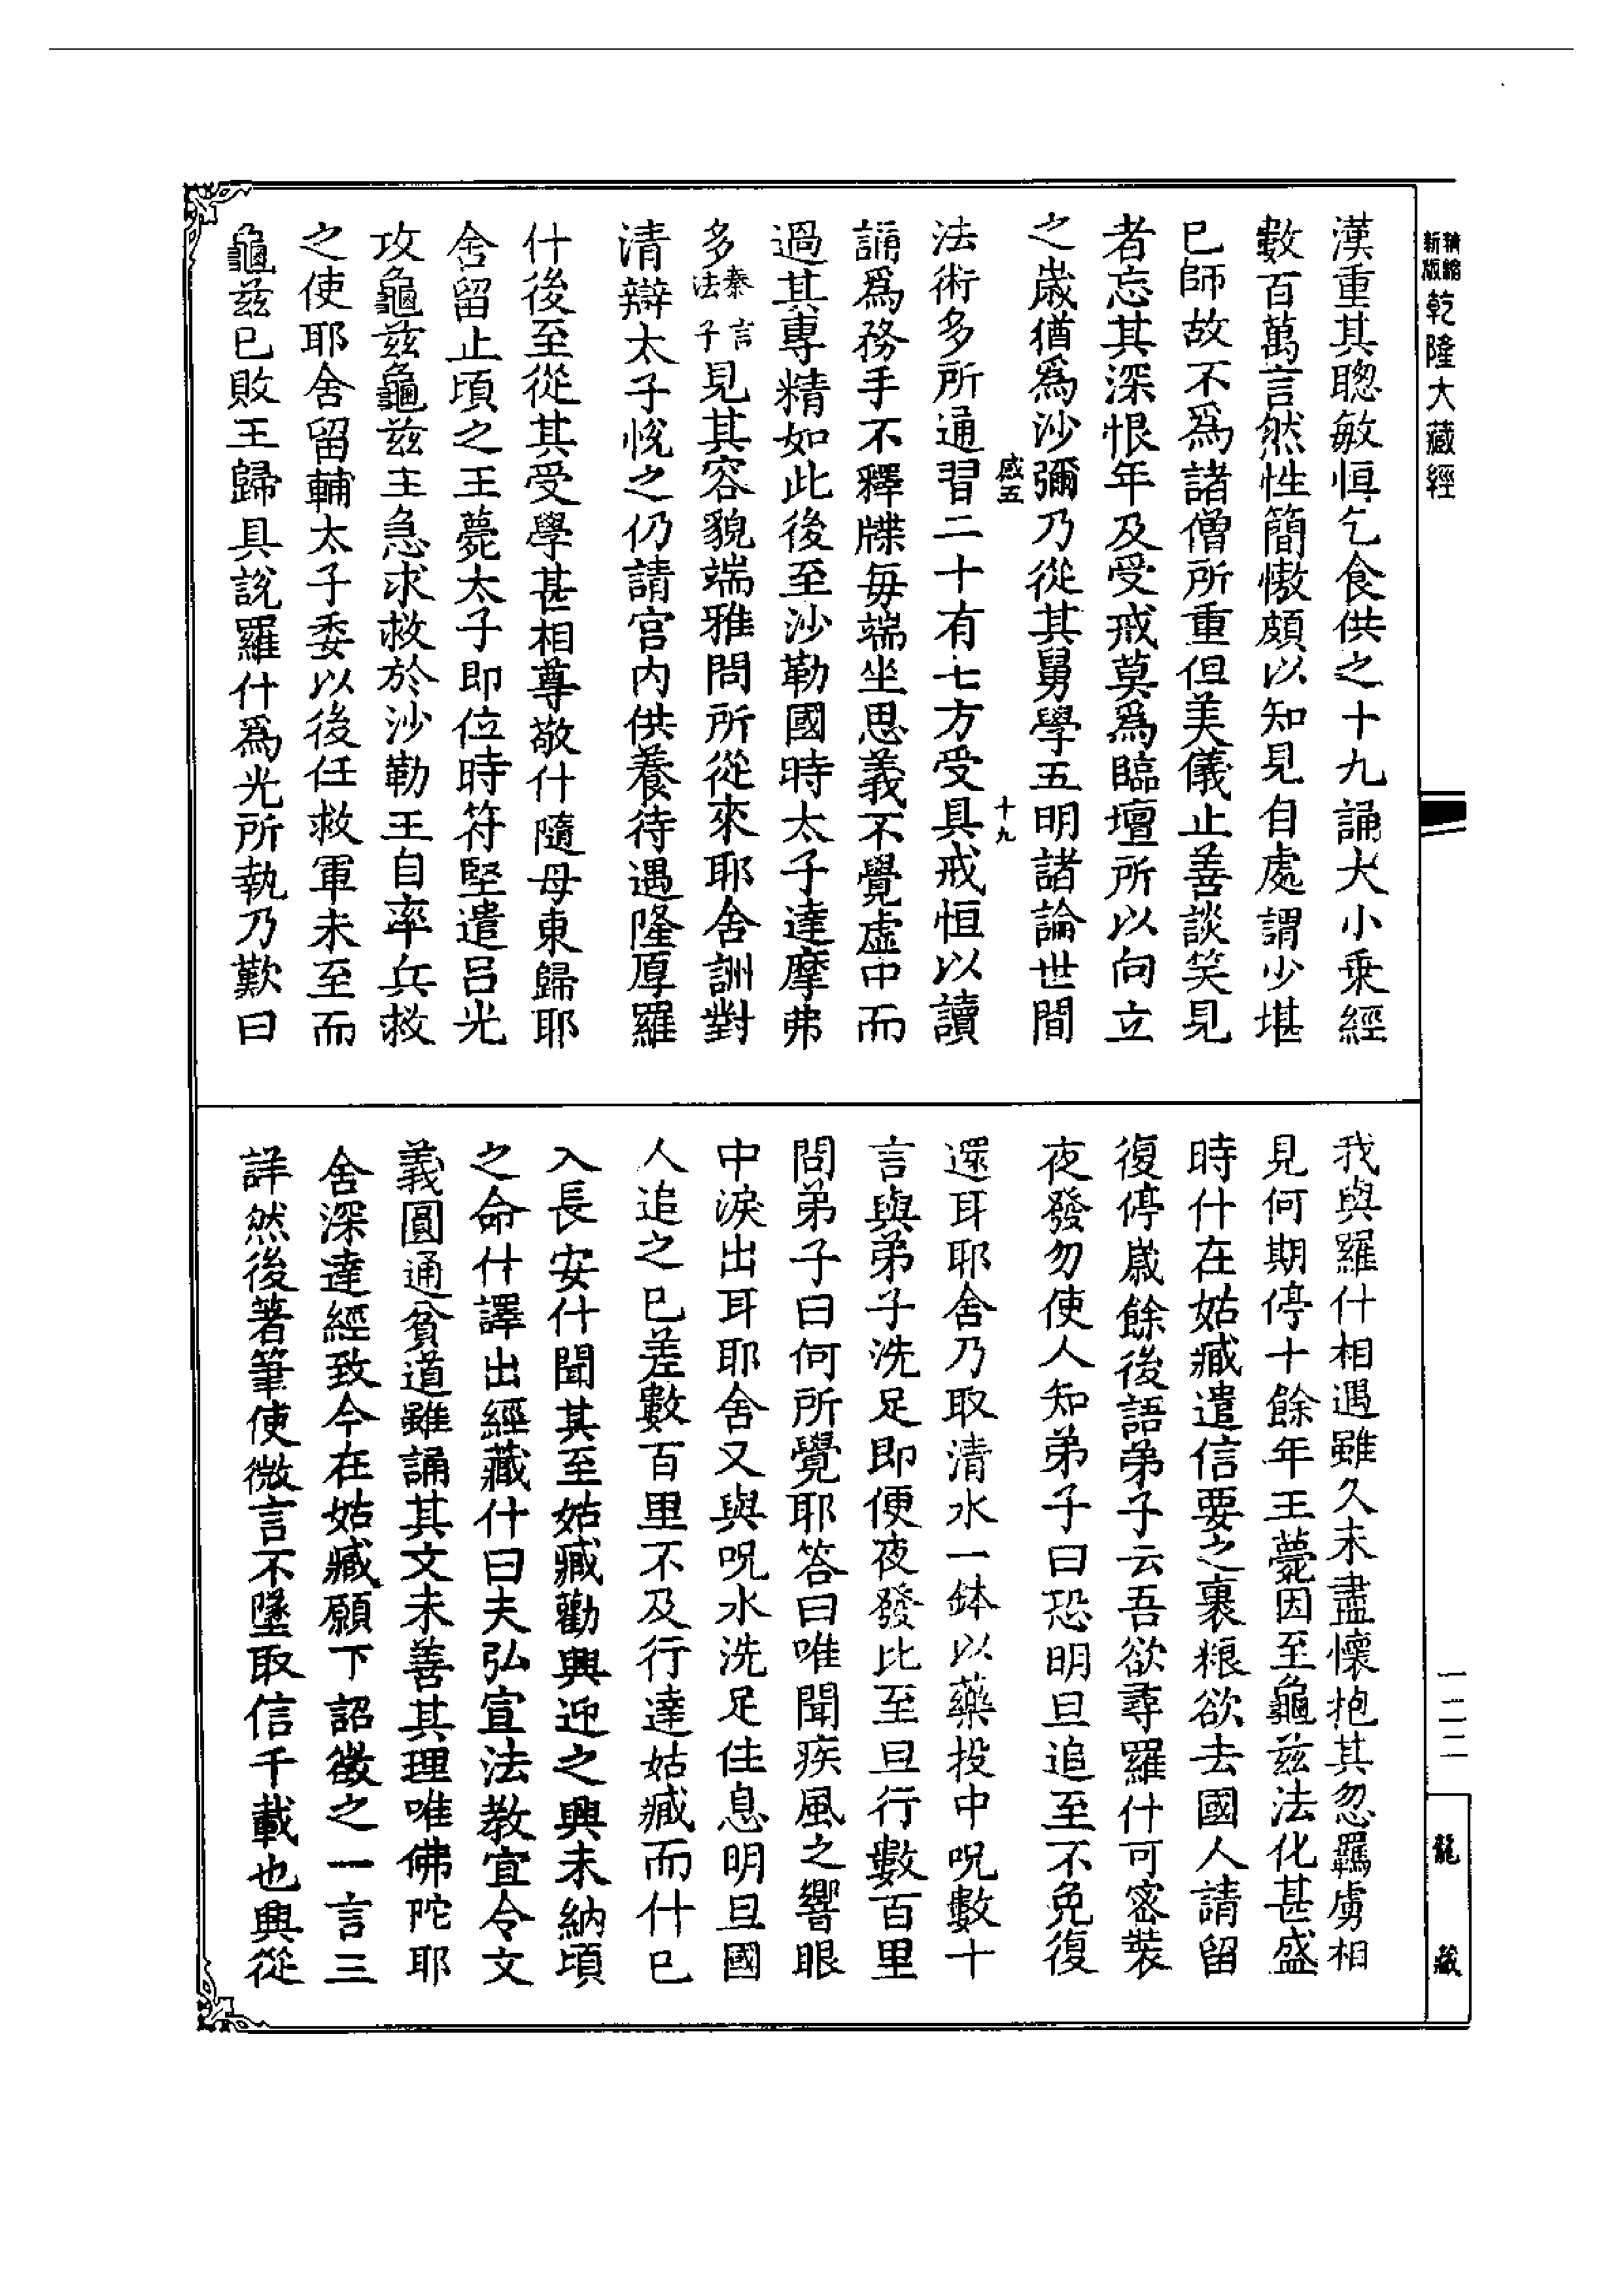 精縮新版乾隆大藏經
漢重其聰敏恒乞食供之十九誦大小乗經
數百萬言然性簡慠頗以知見自處謂少堪
已師故不爲諸僧所重但美儀止善談笑見
者忘其深恨年及受戒莫爲臨壇所以向立
之歲猶爲沙彌乃從其舅學五明諸論世間
感五 十九
法術多所通習二十有七方受具戒恒以讀
誦爲務手不釋牒毎端坐思義不覺虛中而
過其專精如此後至沙勒國時太子達摩弗
多秦言法子見其容貌端雅問所從來耶舍詶對
清辯太子悅之仍請宫内供養待遇隆厚羅
什後至從其受學甚相尊敬什隨母東歸耶
舍留止頃之王薨太子即位時符堅遣吕光
攻龜兹龜兹王急求救於沙勒王自率兵救
之使耶舍留輔太子委以後任救軍未至而
龜兹已敗王歸具說羅什爲光所執乃歎曰
我與羅什相遇雖久未盡懷抱其忽羈虜相
見何期停十餘年王薨因至龜兹法化甚盛
時什在姑臧遣信要之裹粮欲去國人請留
復停歲餘後語弟子云吾欲尋羅什可密裝
夜發勿使人知弟子曰恐明旦追至不免復
還耳耶舍乃取清水一鉢以藥投中呪數十
言與弟子洗足即便夜發比至旦行數百里
問弟子曰何所覺耶答曰唯聞疾風之響眼
中淚出耳耶舍又與呪水洗足住息明旦國
人追之已差數百里不及行達姑臧而什已
入長安什聞其至姑臧勸興迎之興未納頃
之命什譯出經藏什曰夫弘宣法教宜令文
義圓通貧道雖誦其文未善其理唯佛陀耶
舍深達經致今在姑臧願下詔徵之一言三
詳然後著筆使微言不墜取信千載也興從
一二二
龍藏